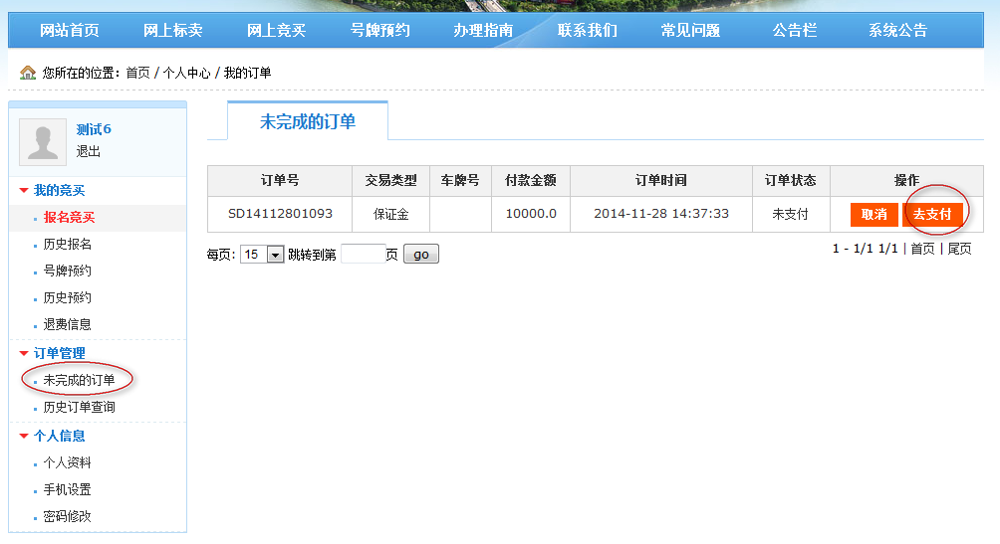 网站首页 网上标卖 网上竞买 号牌预约 办理指南 联系我们 常见问题 公告栏 系统公告
您所在的位置：首页 / 个人中心 / 我的订单
测试6
退出
我的竞买
报名竞买
历史报名
号牌预约
历史预约
退费信息
订单管理
未完成的订单
历史订单查询
个人信息
个人资料
手机设置
密码修改
未完成的订单
订单号 交易类型 车牌号 付款金额 订单时间 订单状态 操作
SD14112801093 保证金 10000.0 2014-11-28 14:37:33 未支付 取消 去支付
每页: 15 跳转到第 页 go 1 - 1/1 1/1 | 首页 | 尾页